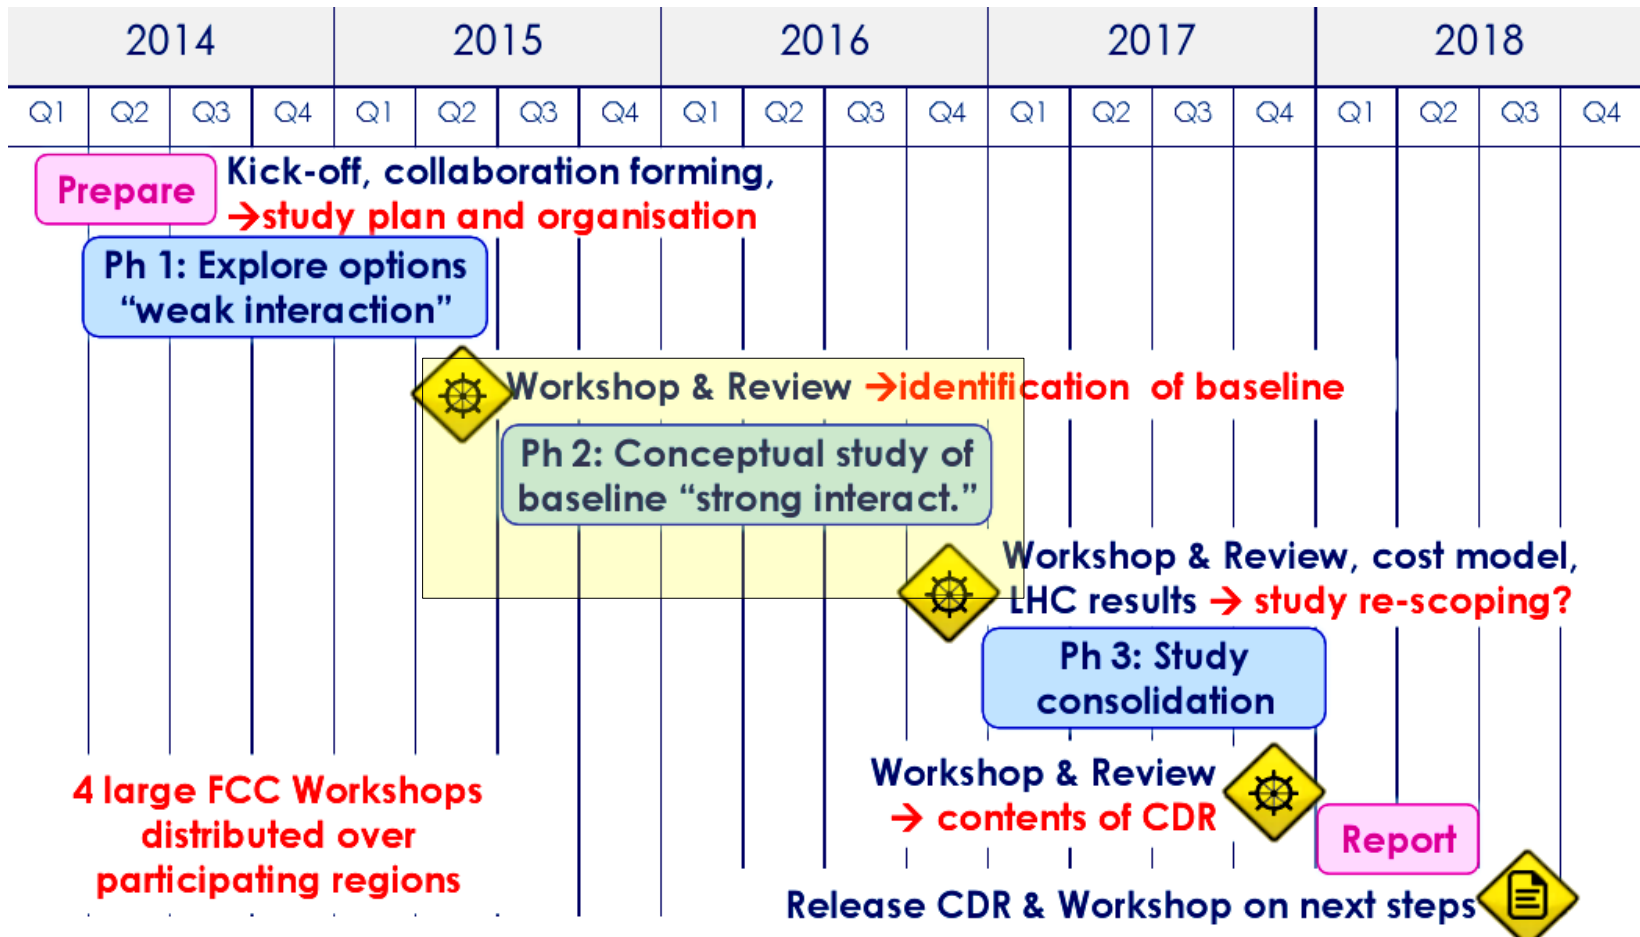 2014 2015 2016 2017 2018
Q1 Q2 Q3 Q4 Q1 Q2 Q3 Q4 Q1 Q2 Q3 Q4 Q1 Q2 Q3 Q4 Q1 Q2 Q3 Q4
Prepare
Kick-off, collaboration forming,
→study plan and organisation
Ph 1: Explore options
“weak interaction”
Workshop & Review →identification of baseline
Ph 2: Conceptual study of
baseline “strong interact.”
Workshop & Review, cost model,
LHC results → study re-scoping?
Ph 3: Study
consolidation
Workshop & Review
→ contents of CDR
4 large FCC Workshops
distributed over
participating regions
Report
Release CDR & Workshop on next steps